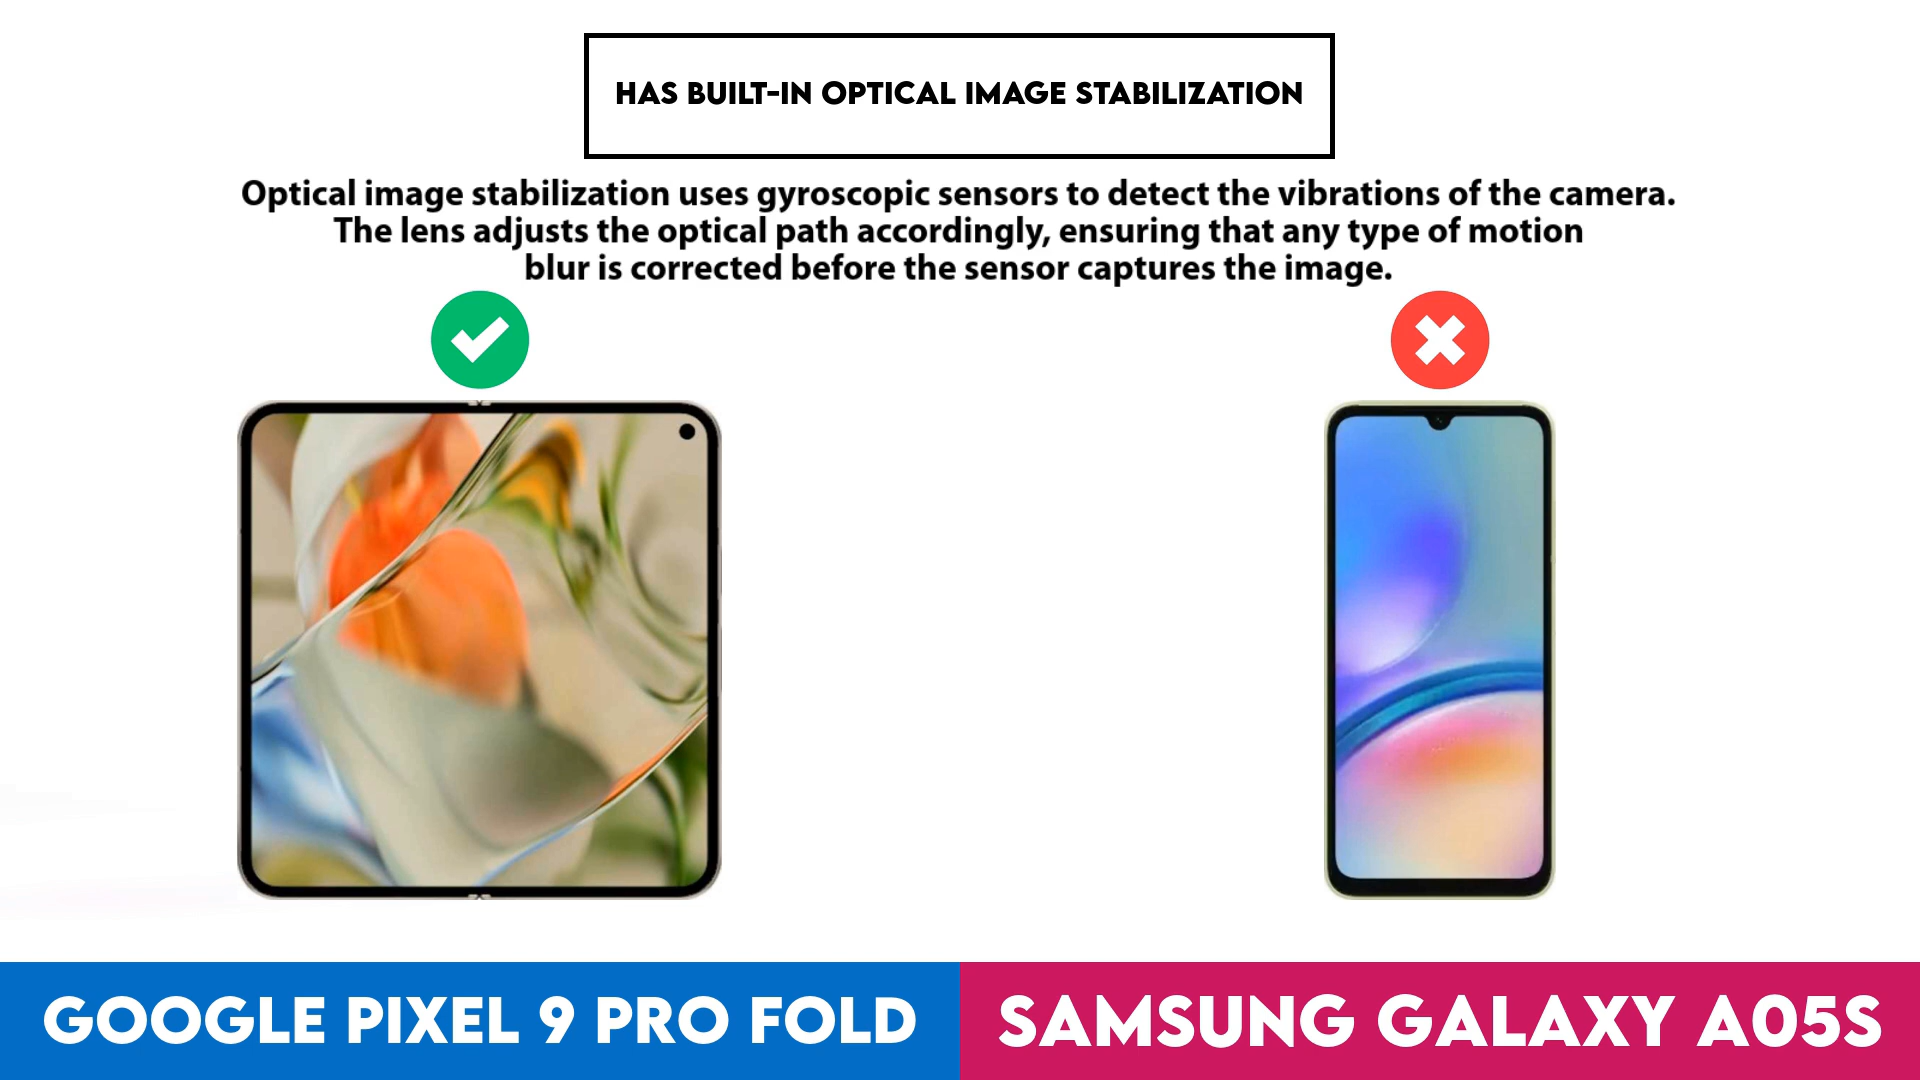 HAS BUILT-IN OPTICAL IMAGE STABILIZATION
Optical image stabilization uses gyroscopic sensors to detect the vibrations of the camera.
The lens adjusts the optical path accordingly, ensuring that any type of motion
blur is corrected before the sensor captures the image.
GOOGLE PIXEL 9 PRO FOLD
SAMSUNG GALAXY A05S